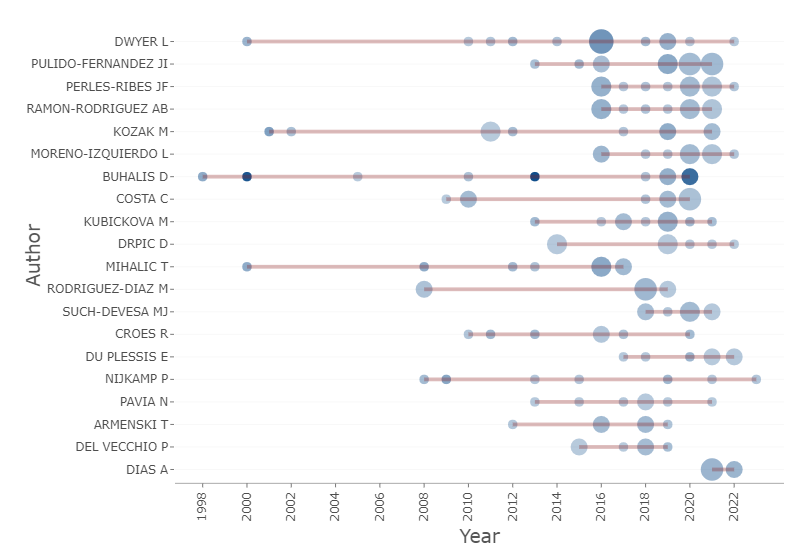 DWYER L
PULIDO-FERNANDEZ JI
PERLES-RIBES JF
RAMON-RODRIGUEZ AB
KOZAK M
MORENO-IZQUIERDO L
BUHALIS D
COSTA C
KUBICKOVA M
DRPIC D
MIHALIC T
RODRIGUEZ-DIAZ M
SUCH-DEVESA MJ
CROES R
DU PLESSIS E
NIJKAMP P
PAVIA N
ARMENSKI T
DEL VECCHIO P
DIAS A
Author
1998 2000 2002 2004 2006 2008 2010 2012 2014 2016 2018 2020 2022
Year